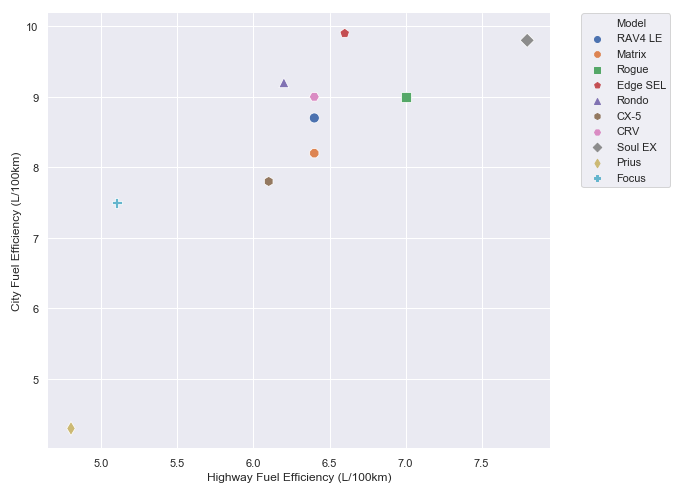 10
9
8
7
6
5
City Fuel Efficiency (L/100km)
5.0
5.5
6.0
6.5
7.0
7.5
Highway Fuel Efficiency (L/100km)
Model
RAV4 LE
Matrix
Rogue
Edge SEL
Rondo
CX-5
CRV
Soul EX
Prius
Focus